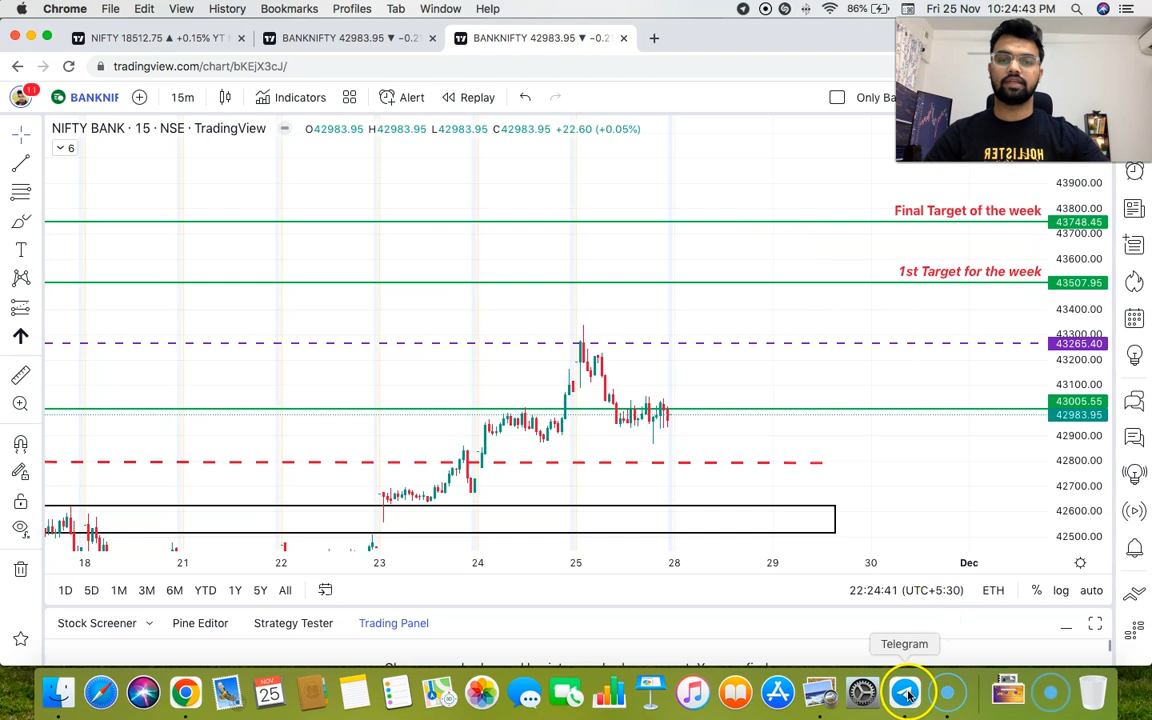 Chrome File Edit View History Bookmarks Profiles Tab Window Help 86% Fri 25 Nov 10:24:43 PM
NIFTY 18512.75 ▲ +0.15% YT
BANKNIFTY 42983.95 ▼ −0.2
BANKNIFTY 42983.95 ▼ −0.2
tradingview.com/chart/bKEjX3cJ/
11
BANKNIF
15m
Indicators
Alert
Replay
Only Ba
NIFTY BANK · 15 · NSE · TradingView
O42983.95 H42983.95 L42983.95 C42983.95 +22.60 (+0.05%)
6
HOLLISTER
43900.00
43800.00
Final Target of the week
43748.45
43700.00
43600.00
1st Target for the week
43507.95
43400.00
43300.00
43265.40
43200.00
43100.00
43005.55
42983.95
42900.00
42800.00
42700.00
42600.00
42500.00
18 21 22 23 24 25 28 29 30 Dec
1D 5D 1M 3M 6M YTD 1Y 5Y All
22:24:41 (UTC+5:30) ETH % log auto
Stock Screener Pine Editor Strategy Tester Trading Panel
Telegram
NOV
25